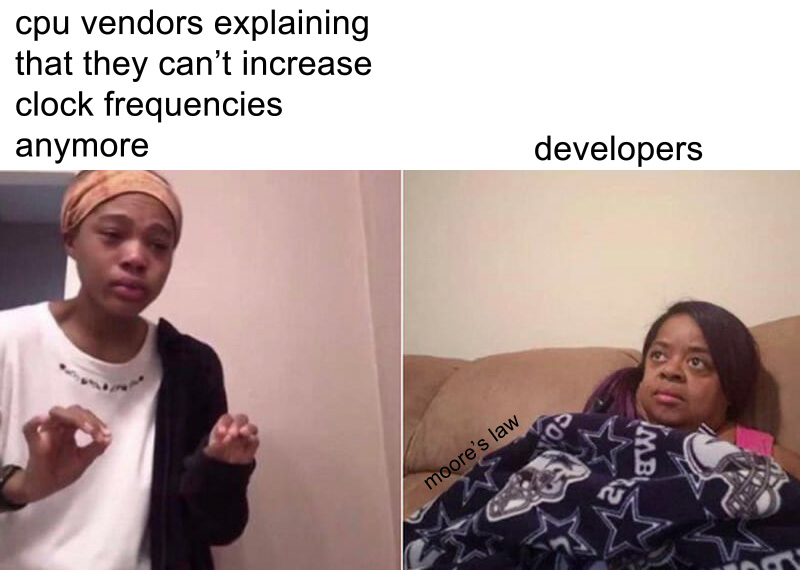 cpu vendors explaining
that they can't increase
clock frequencies
anymore
developers
moore's law